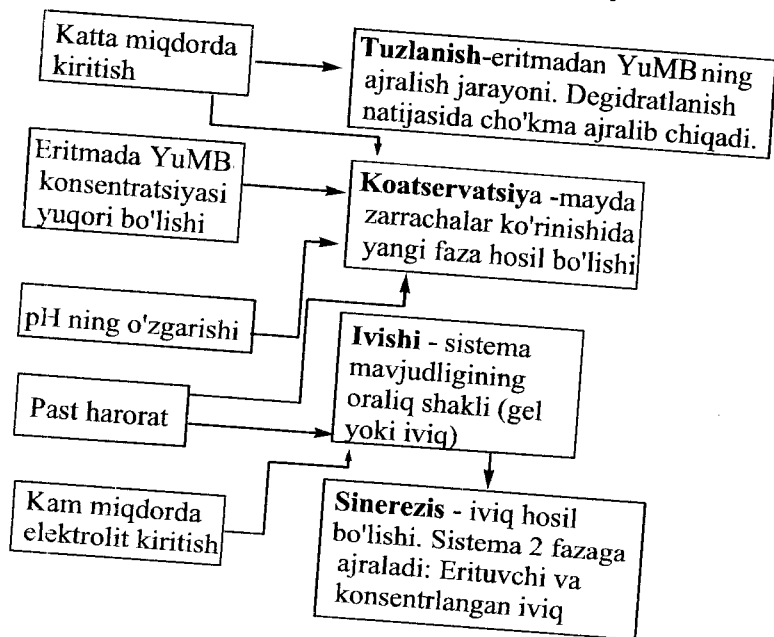 Katta miqdorda
kiritish
Tuzlanish-eritmadan YuMBning
ajralish jarayoni. Degidratlanish
natijasida cho'kma ajralib chiqadi.
Eritmada YuMB
konsentratsiyasi
yuqori bo'lishi
Koatservatsiya -mayda
zarrachalar ko'rinishida
yangi faza hosil bo'lishi
pH ning o'zgarishi
Ivishi - sistema
mavjudligining
oraliq shakli (gel
yoki iviq)
Past harorat
Kam miqdorda
elektrolit kiritish
Sinerezis - iviq hosil
bo'lishi. Sistema 2 fazaga
ajraladi: Erituvchi va
konsentrlangan iviq